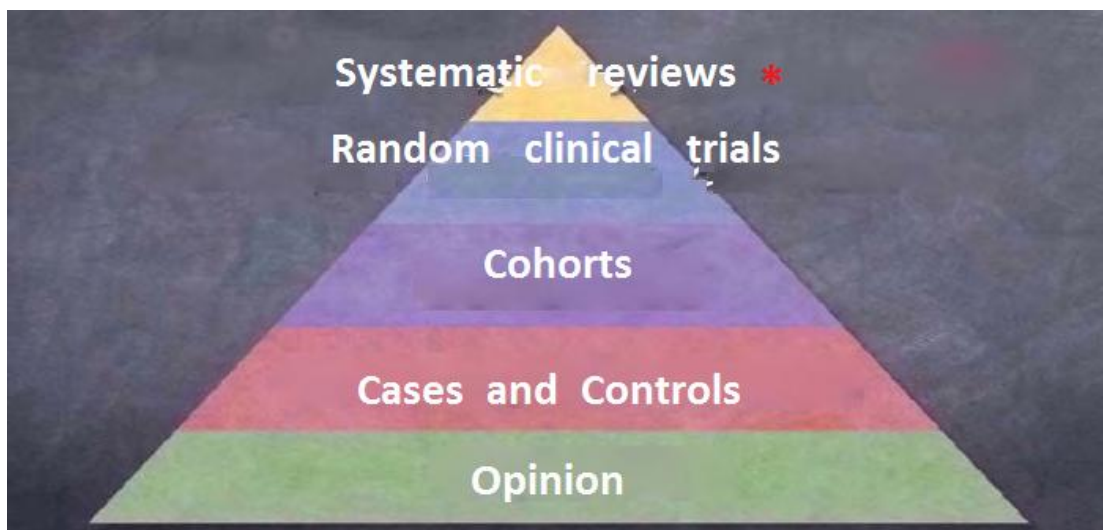 Systematic reviews *
Random clinical trials
Cohorts
Cases and Controls
Opinion